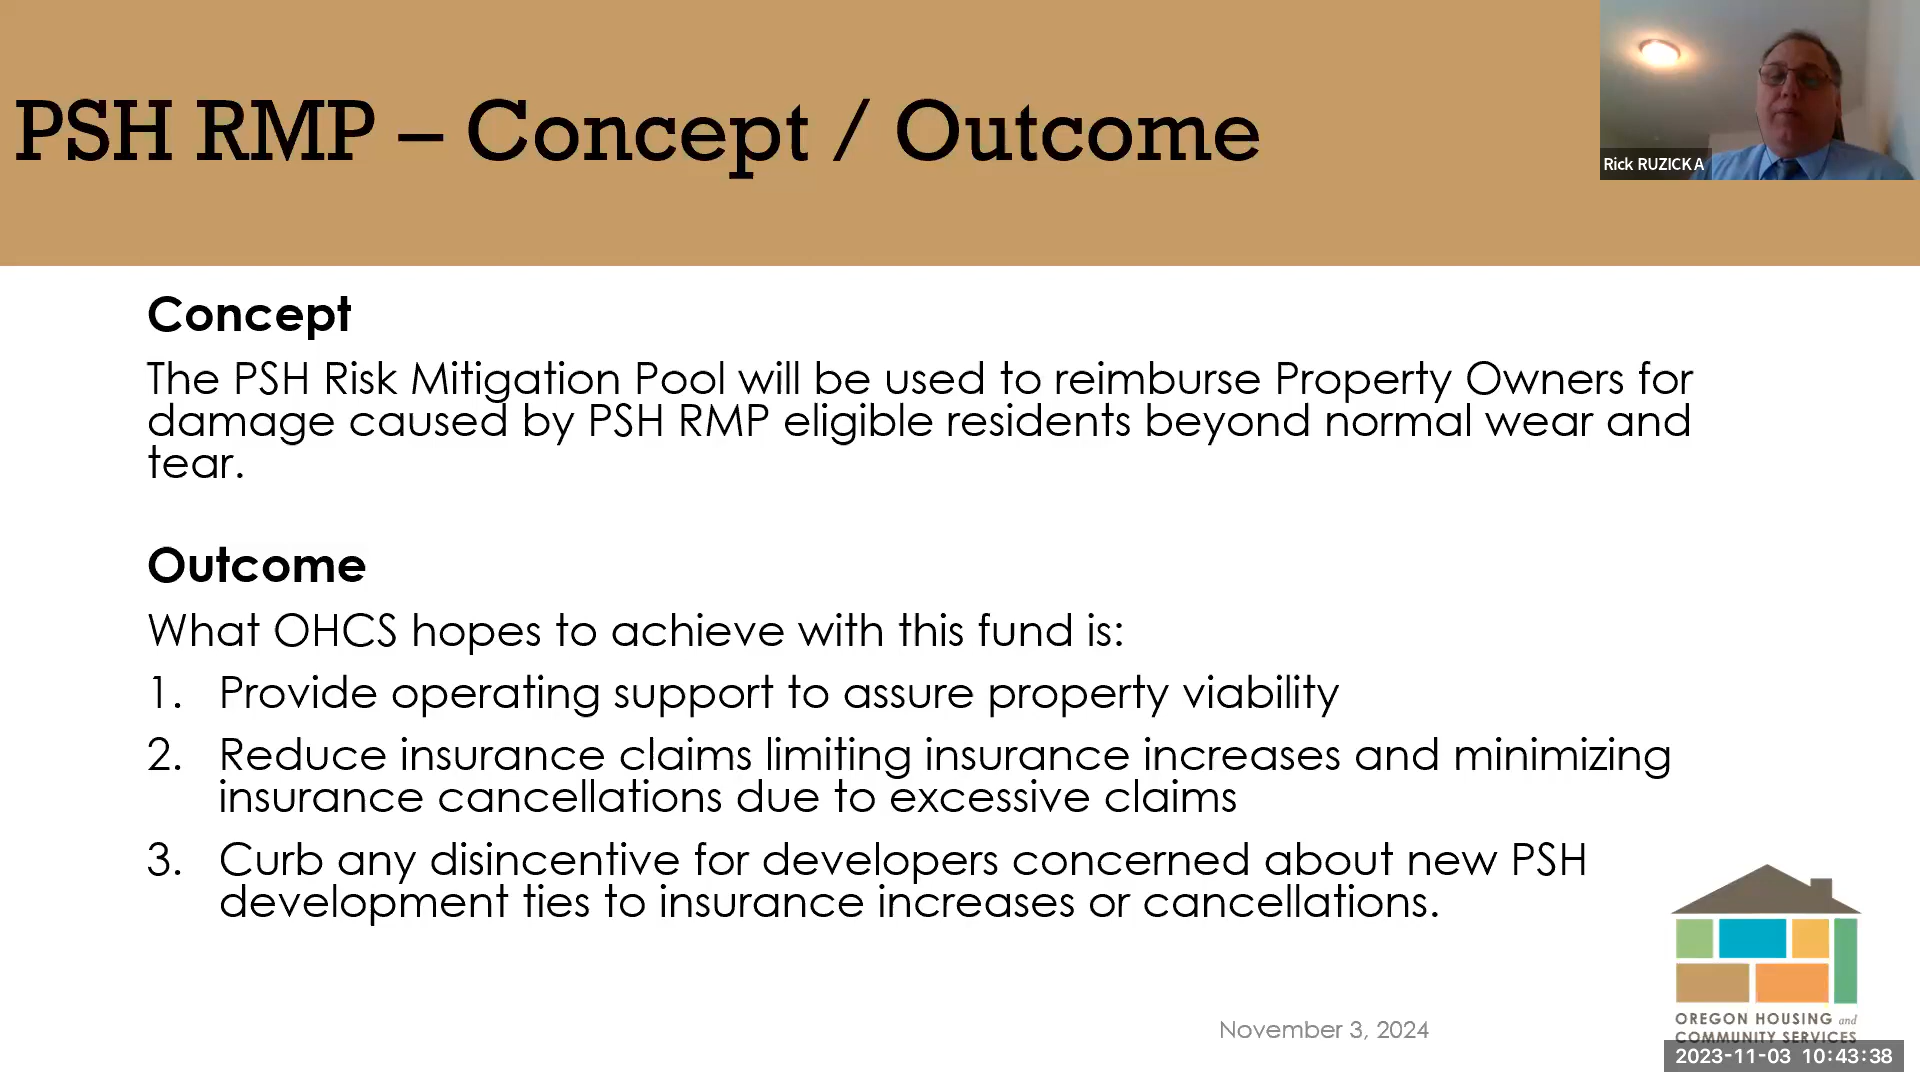 PSH RMP – Concept / Outcome
Rick RUZICKA
Concept
The PSH Risk Mitigation Pool will be used to reimburse Property Owners for
damage caused by PSH RMP eligible residents beyond normal wear and
tear.
Outcome
What OHCS hopes to achieve with this fund is:
1. Provide operating support to assure property viability
2. Reduce insurance claims limiting insurance increases and minimizing
insurance cancellations due to excessive claims
3. Curb any disincentive for developers concerned about new PSH
development ties to insurance increases or cancellations.
November 3, 2024
OREGON HOUSING and
COMMUNITY SERVICES
2023-11-03 10:43:38